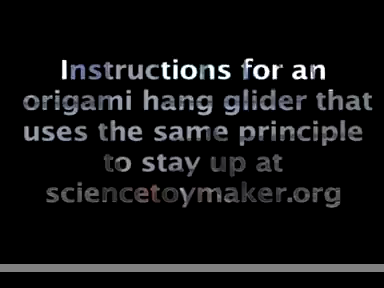 Instructions for an
origami hang glider that
uses the same principle
to stay up at
sciencetoymaker.org